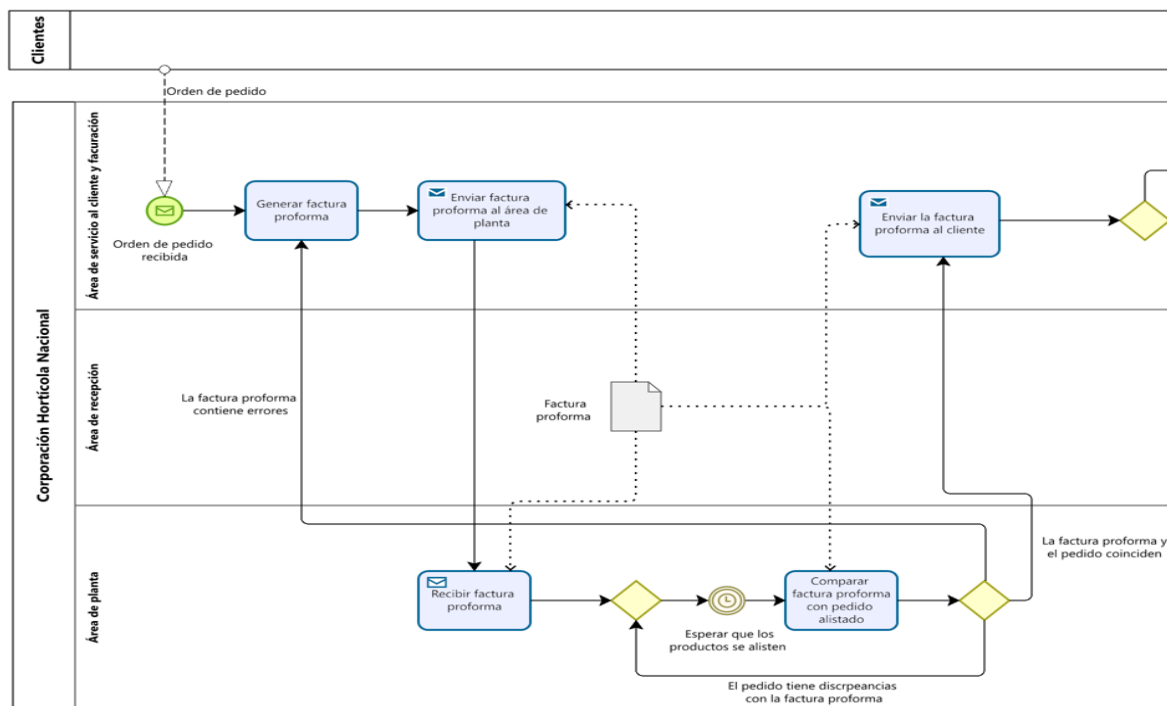 Clientes
Orden de pedido
Corporación Hortícola Nacional
Área de servicio al cliente y facuración
Orden de pedido
recibida
Generar factura
proforma
Enviar factura
proforma al área de
planta
Enviar la factura
proforma al cliente
Área de recepción
La factura proforma
contiene errores
Factura
proforma
Área de planta
Recibir factura
proforma
Esperar que los
productos se alisten
Comparar
factura proforma
con pedido
alistado
La factura proforma y
el pedido coinciden
El pedido tiene discrpeancias
con la factura proforma